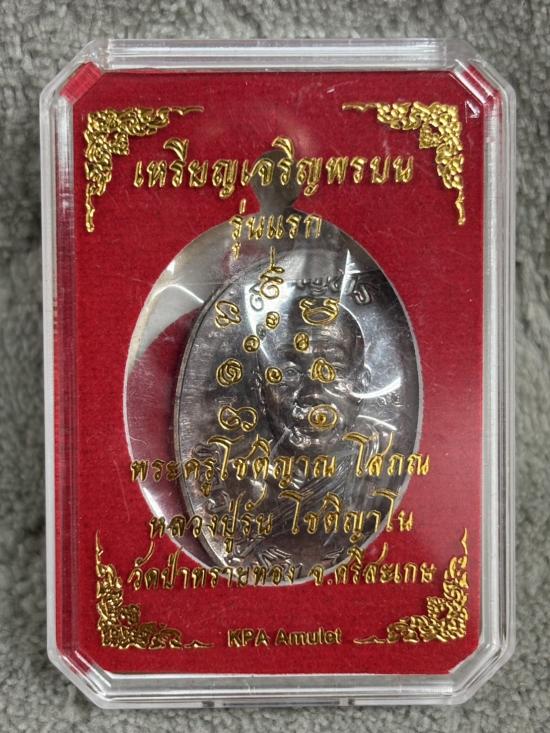 เหรียญเจริญพรบน
รุ่นแรก
พระครูโชติญาณ โสภณ
หลวงปู่รัน โชติญาโน
วัดป่าทรายทอง จ.ศรีสะเกษ
KPA Amulet